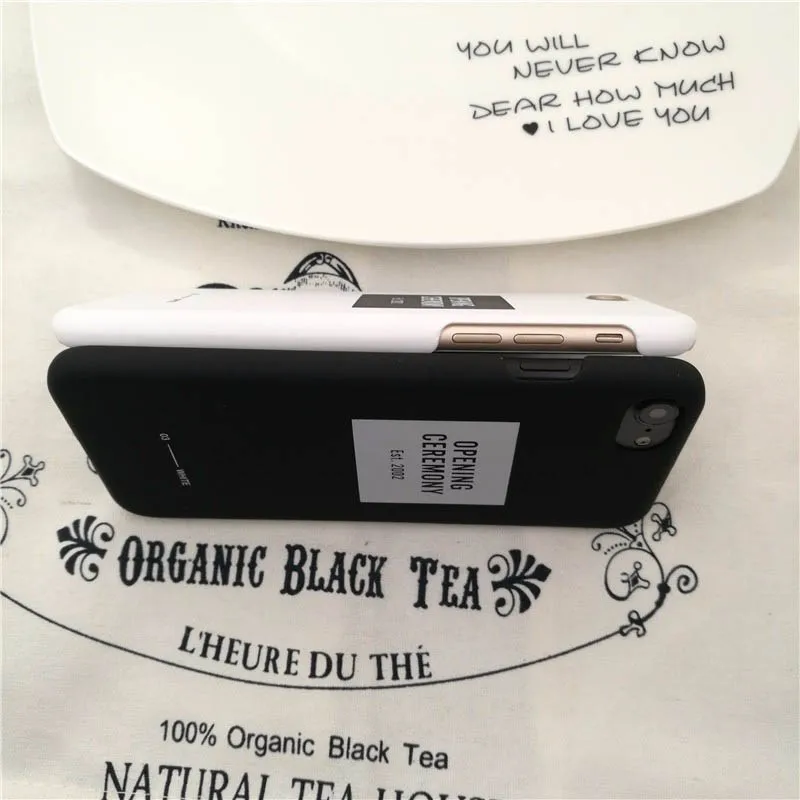 YOU WILL
NEVER KNOW
DEAR HOW MUCH
♥ I LOVE YOU
OPENING
CEREMONY
Est. 2002
03 — WHITE
ORGANIC BLACK TEA
L'HEURE DU THÉ
100% Organic Black Tea
NATURAL TEA HOUSE